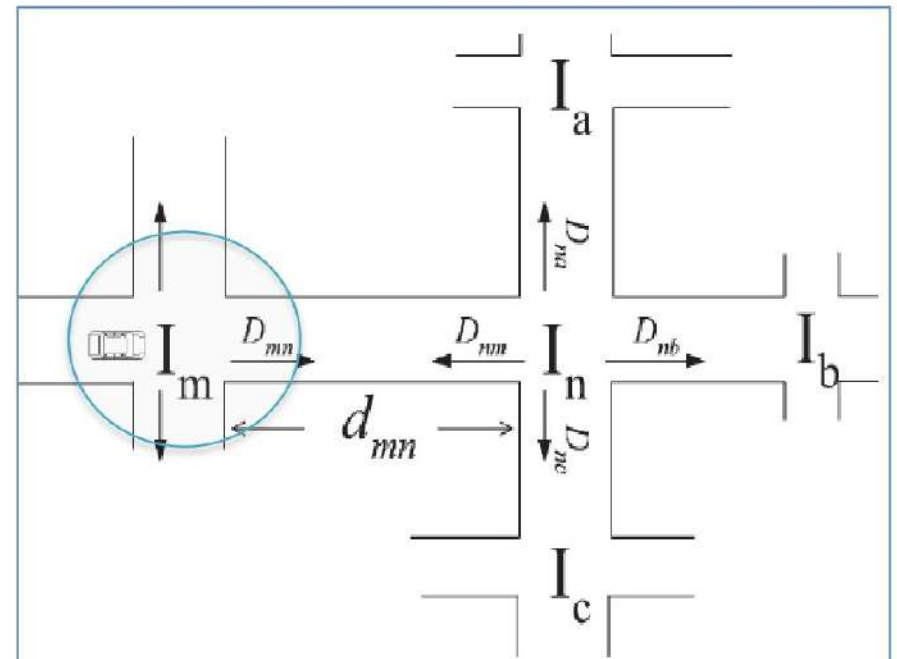 I_a
D_na
D_mn
D_nm
D_nb
I_m
I_n
I_b
d_mn
D_nc
I_c